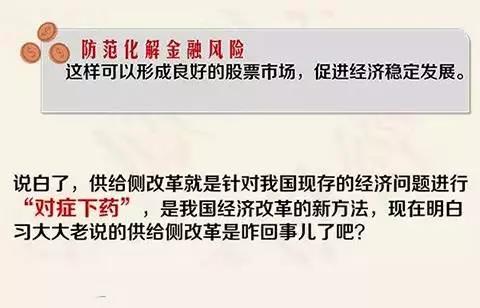 防范化解金融风险
这样可以形成良好的股票市场，促进经济稳定发展。
说白了，供给侧改革就是针对我国现存的经济问题进行
“对症下药”，是我国经济改革的新方法，现在明白
习大大老说的供给侧改革是咋回事儿了吧？